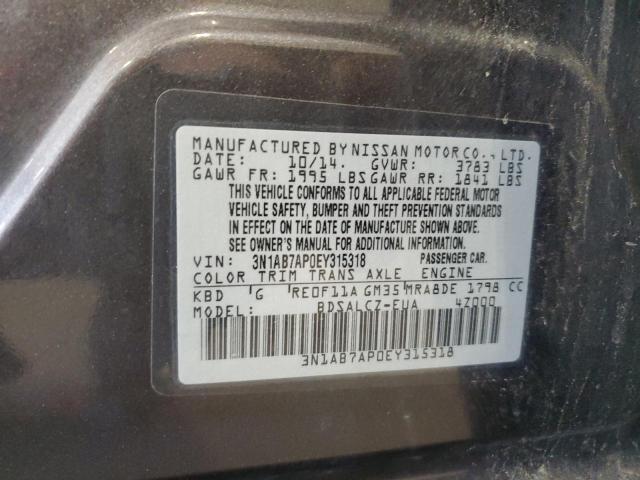 MANUFACTURED BY NISSAN MOTOR CO., LTD.
DATE: 10/14. GVWR: 3783 LBS
GAWR FR: 1995 LBS GAWR RR: 1841 LBS
THIS VEHICLE CONFORMS TO ALL APPLICABLE FEDERAL MOTOR
VEHICLE SAFETY, BUMPER AND THEFT PREVENTION STANDARDS
IN EFFECT ON THE DATE OF MANUFACTURE SHOWN ABOVE.
SEE OWNER'S MANUAL FOR ADDITIONAL INFORMATION.
VIN: 3N1AB7AP0EY315318 PASSENGER CAR.
COLOR TRIM TRANS AXLE ENGINE
KBD G RE0F11A GM35 MRA8DE 1798 CC
MODEL: BDSALCZ-EUA 4Z000
3N1AB7AP0EY315318